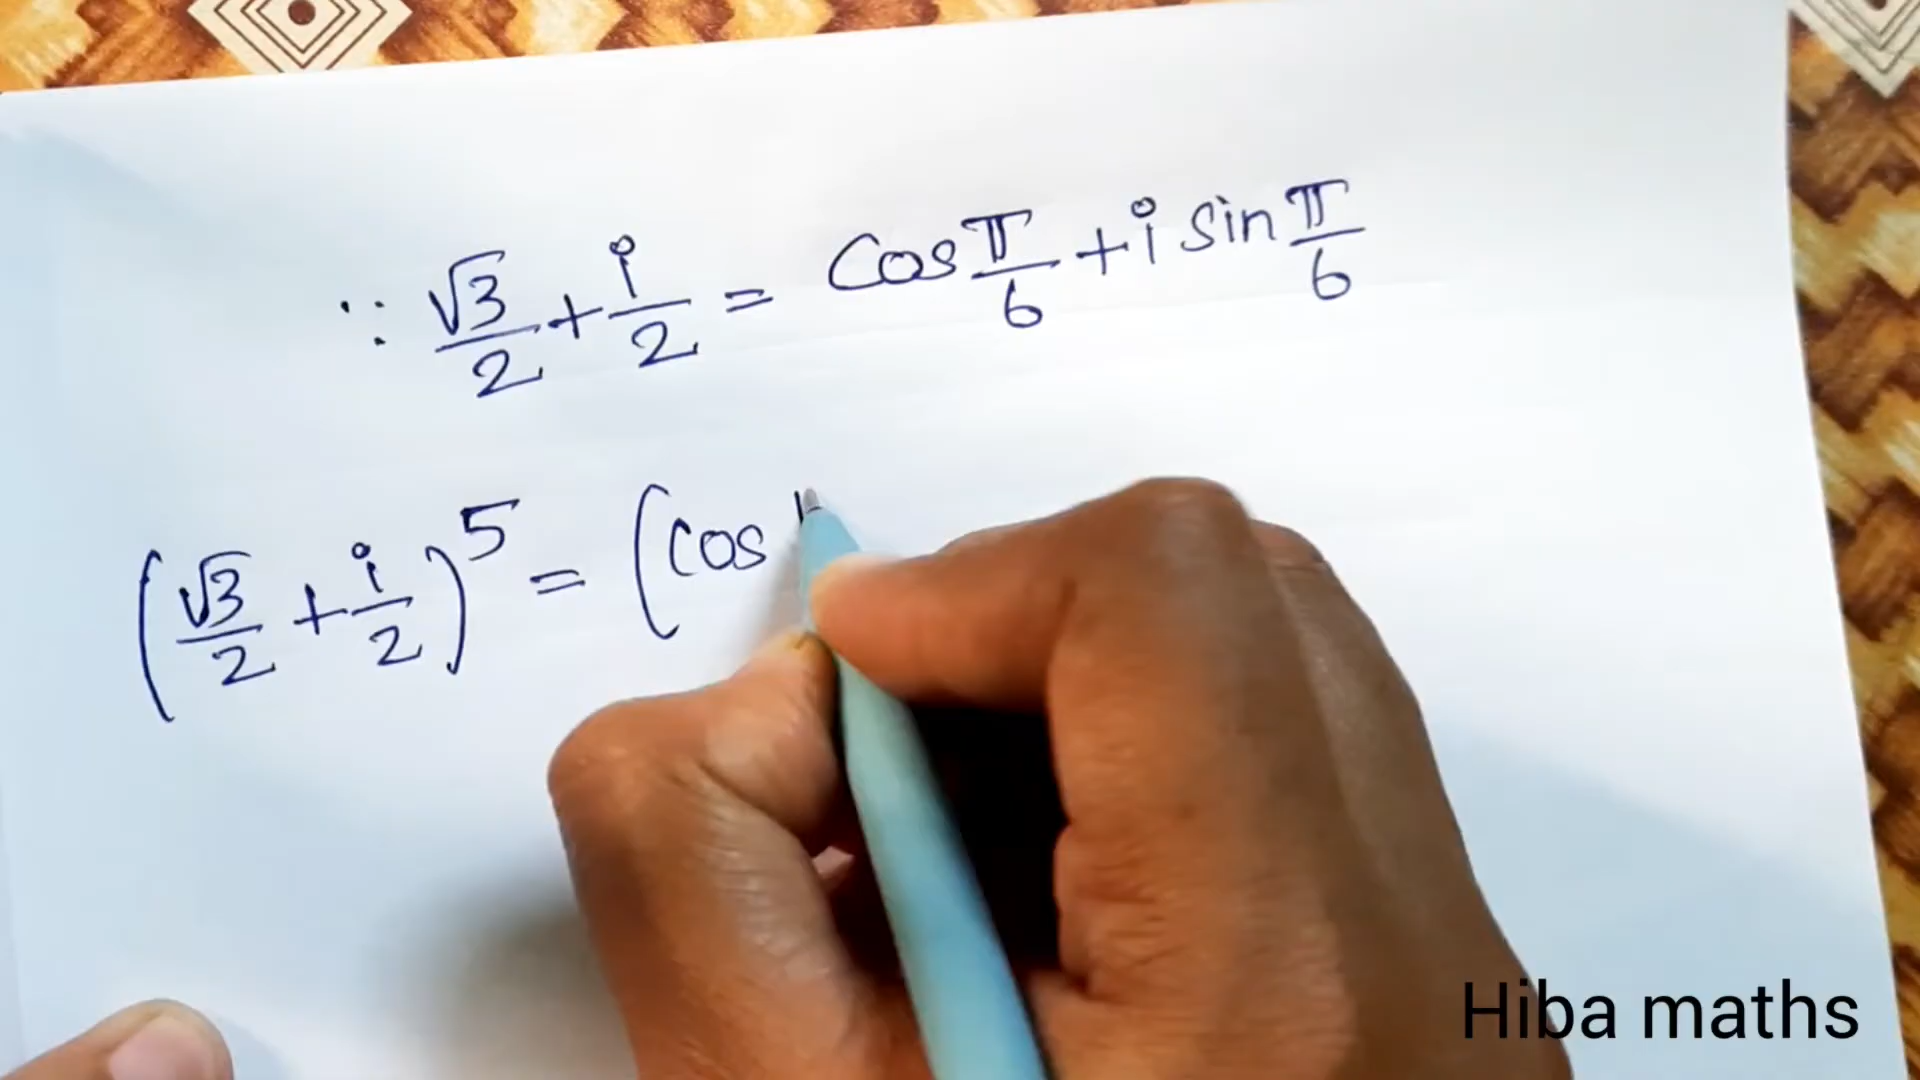 ∵ √3/2 + i/2 = Cos π/6 + i sin π/6
(√3/2 + i/2)^5 = (cos
Hiba maths